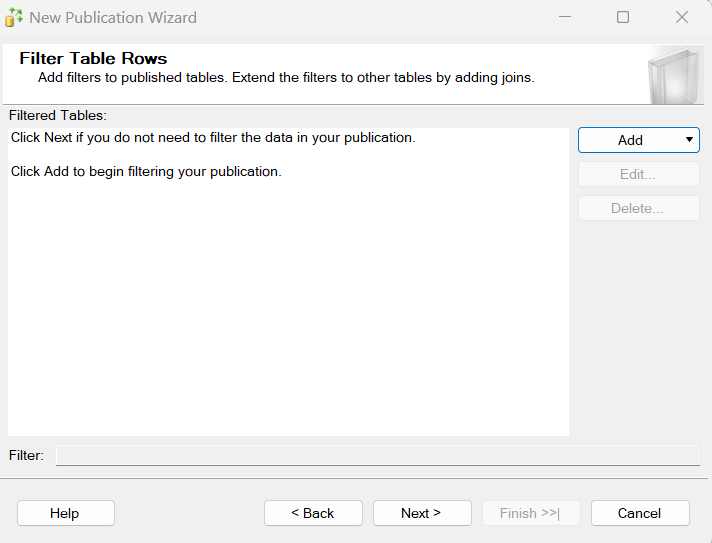 New Publication Wizard
Filter Table Rows
Add filters to published tables. Extend the filters to other tables by adding joins.
Filtered Tables:
Click Next if you do not need to filter the data in your publication.
Click Add to begin filtering your publication.
Add
Edit...
Delete...
Filter:
Help
< Back
Next >
Finish >>|
Cancel